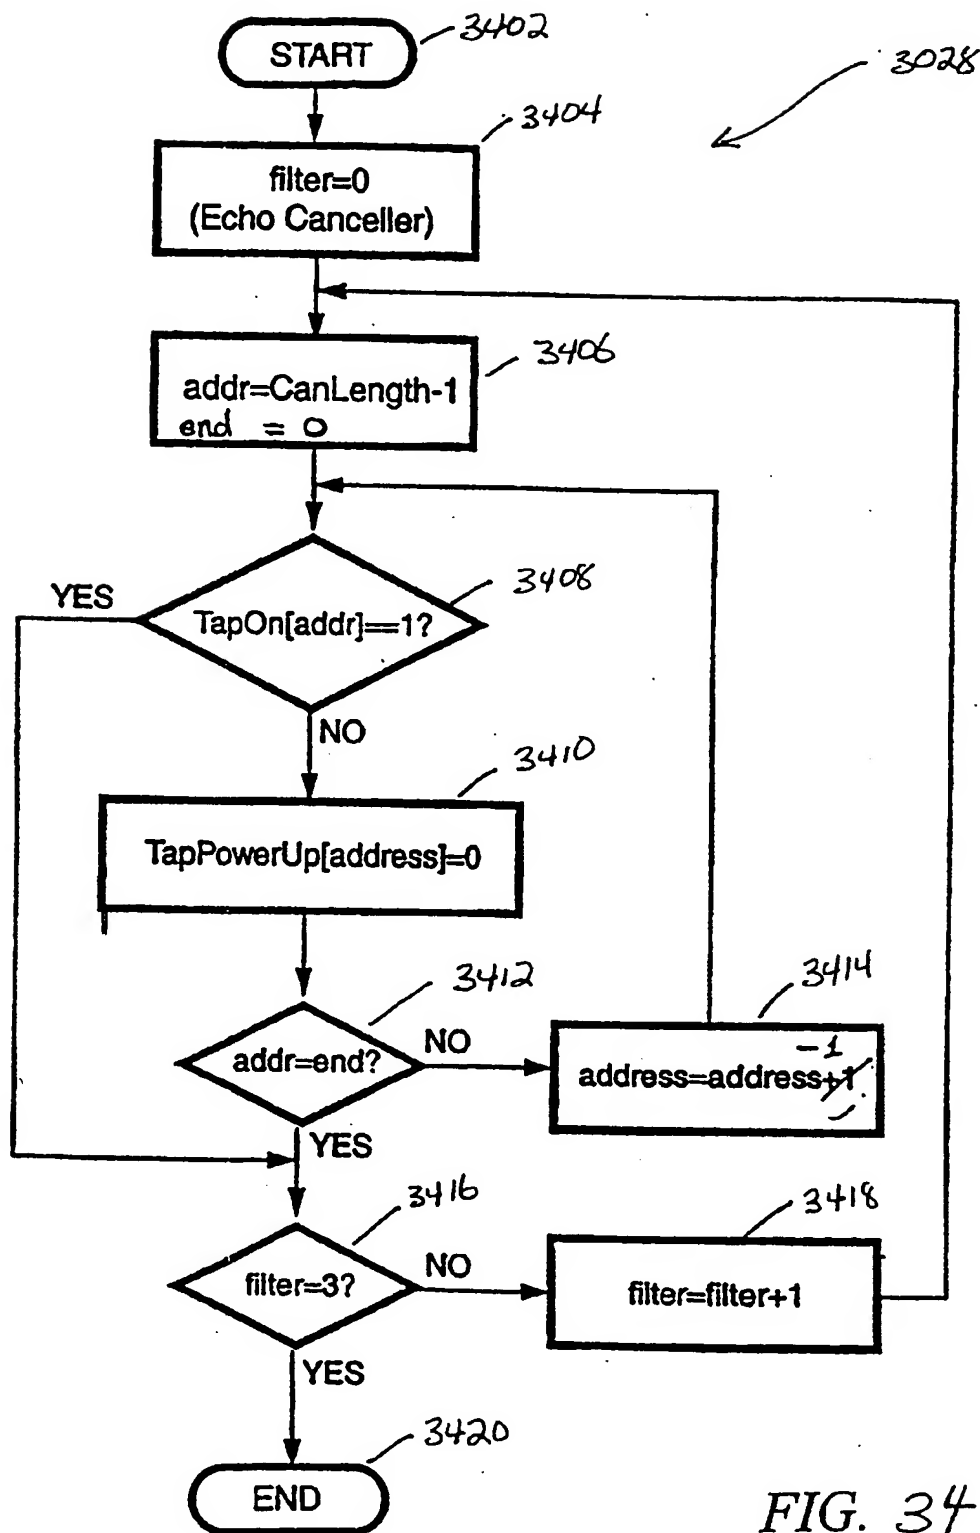 START
3402
3028
3404
filter=0
(Echo Canceller)
3406
addr=CanLength-1
end = 0
3408
YES
TapOn[addr]==1?
NO
3410
TapPowerUp[address]=0
3412
addr=end?
NO
3414
-1
address=address+1
YES
3416
filter=3?
NO
3418
filter=filter+1
YES
3420
END
FIG. 34